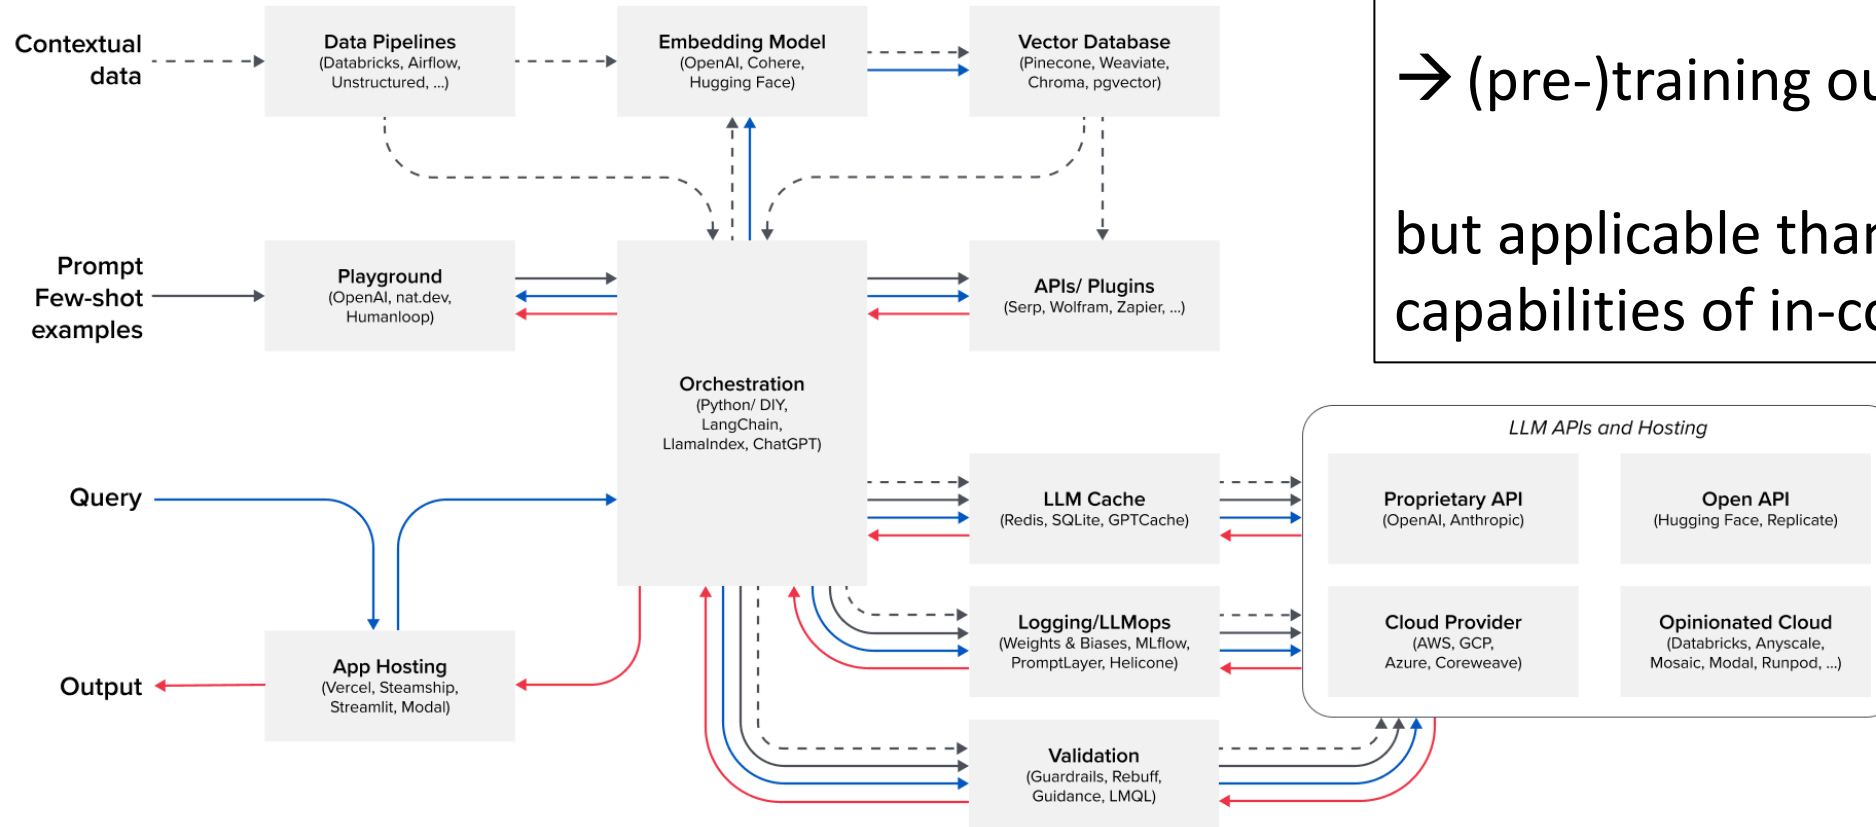 Contextual
data
Data Pipelines
(Databricks, Airflow,
Unstructured, ...)
Embedding Model
(OpenAI, Cohere,
Hugging Face)
Vector Database
(Pinecone, Weaviate,
Chroma, pgvector)
→ (pre-)training
but applicable
capabilities of
Prompt
Few-shot
examples
Playground
(OpenAI, nat.dev,
Humanloop)
APIs/ Plugins
(Serp, Wolfram, Zapier, ...)
Orchestration
(Python/ DIY,
LangChain,
LlamaIndex, ChatGPT)
LLM APIs and Hosting
Query
LLM Cache
(Redis, SQLite, GPTCache)
Proprietary API
(OpenAI, Anthropic)
Open API
(Hugging Face, Replicate)
Output
App Hosting
(Vercel, Steamship,
Streamlit, Modal)
Logging/LLMops
(Weights & Biases, MLflow,
PromptLayer, Helicone)
Cloud Provider
(AWS, GCP,
Azure, Coreweave)
Opinionated Cloud
(Databricks, Anyscale,
Mosaic, Modal, Runpod, ...)
Validation
(Guardrails, Rebuff,
Guidance, LMQL)